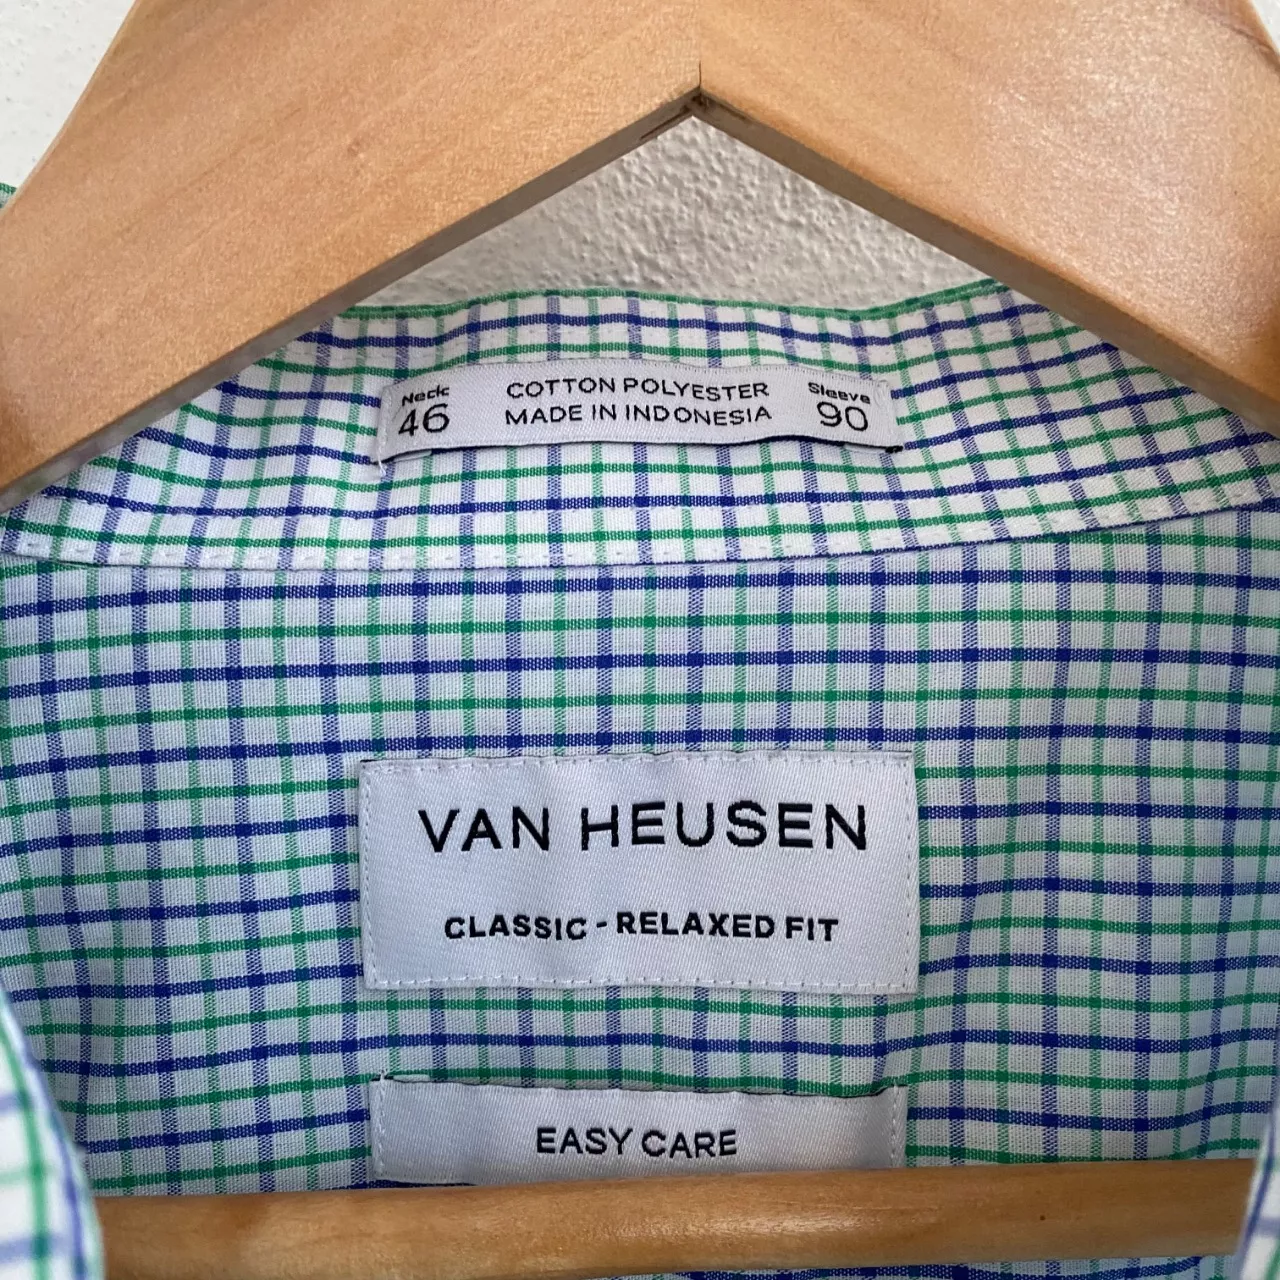 Neck COTTON POLYESTER Sleeve
46 MADE IN INDONESIA 90
VAN HEUSEN
CLASSIC - RELAXED FIT
EASY CARE